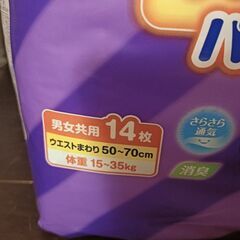 パ
男女共用 14枚
ウエストまわり 50~70cm
体重 15~35kg
さらさら
通気
消臭